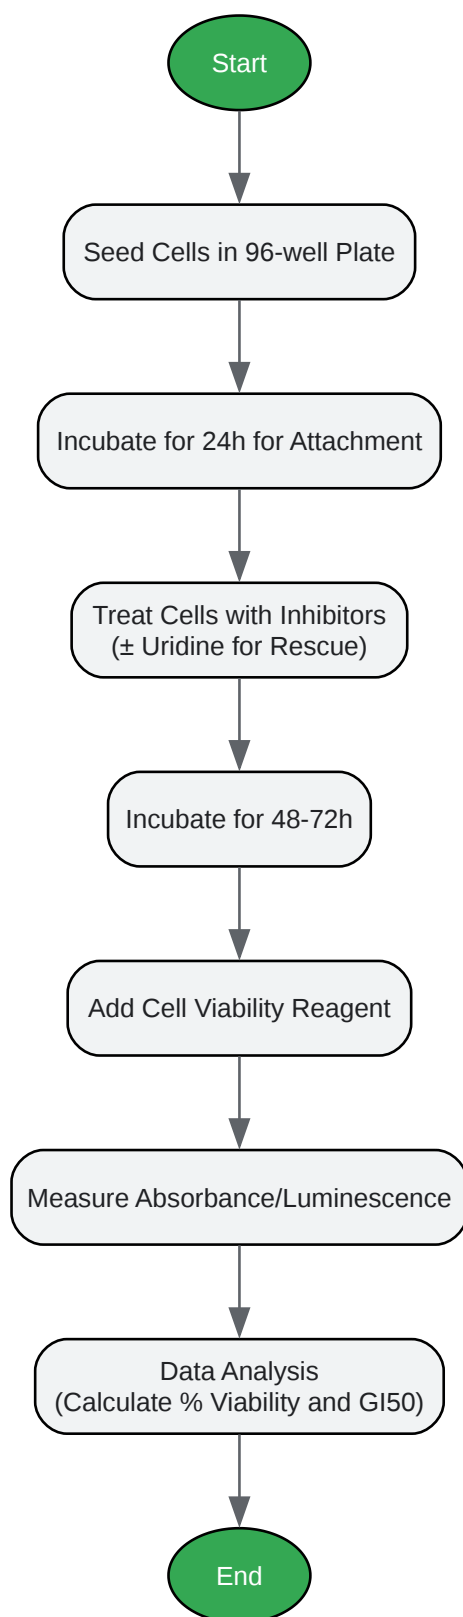 Start
Seed Cells in 96-well Plate
Incubate for 24h for Attachment
Treat Cells with Inhibitors
(± Uridine for Rescue)
Incubate for 48-72h
Add Cell Viability Reagent
Measure Absorbance/Luminescence
Data Analysis
(Calculate % Viability and GI50)
End